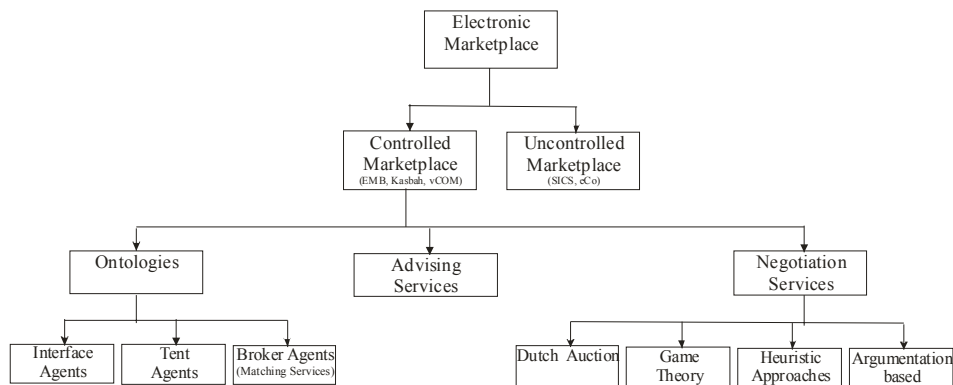 Electronic
Marketplace
Controlled
Marketplace
(EMB, Kasbah, vCOM)
Uncontrolled
Marketplace
(SICS, eCo)
Ontologies
Advising
Services
Negotiation
Services
Interface
Agents
Tent
Agents
Broker Agents
(Matching Services)
Dutch Auction
Game
Theory
Heuristic
Approaches
Argumentation
based